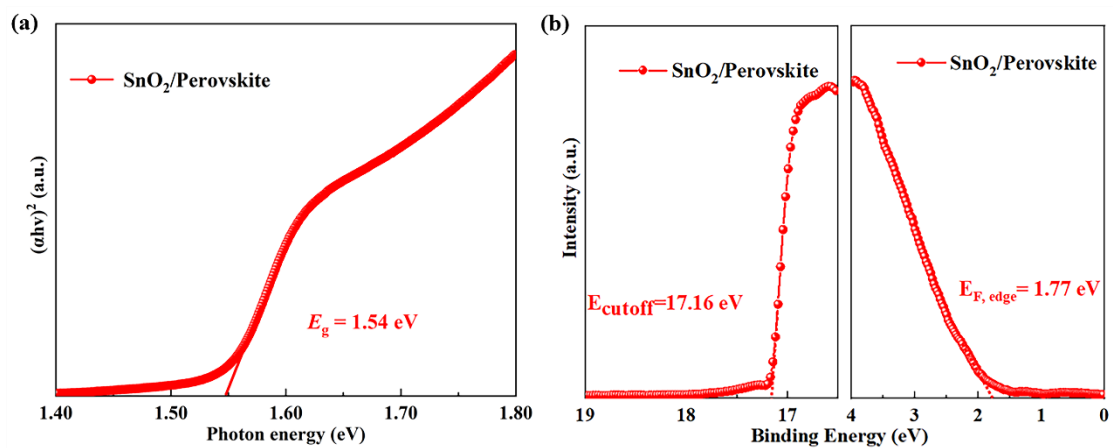 (a)
SnO₂/Perovskite
(αhν)² (a.u.)
E₉ = 1.54 eV
1.40 1.50 1.60 1.70 1.80
Photon energy (eV)
(b)
SnO₂/Perovskite
SnO₂/Perovskite
Intensity (a.u.)
Ecutoff=17.16 eV
E_F, edge= 1.77 eV
19 18 17 4 3 2 1 0
Binding Energy (eV)